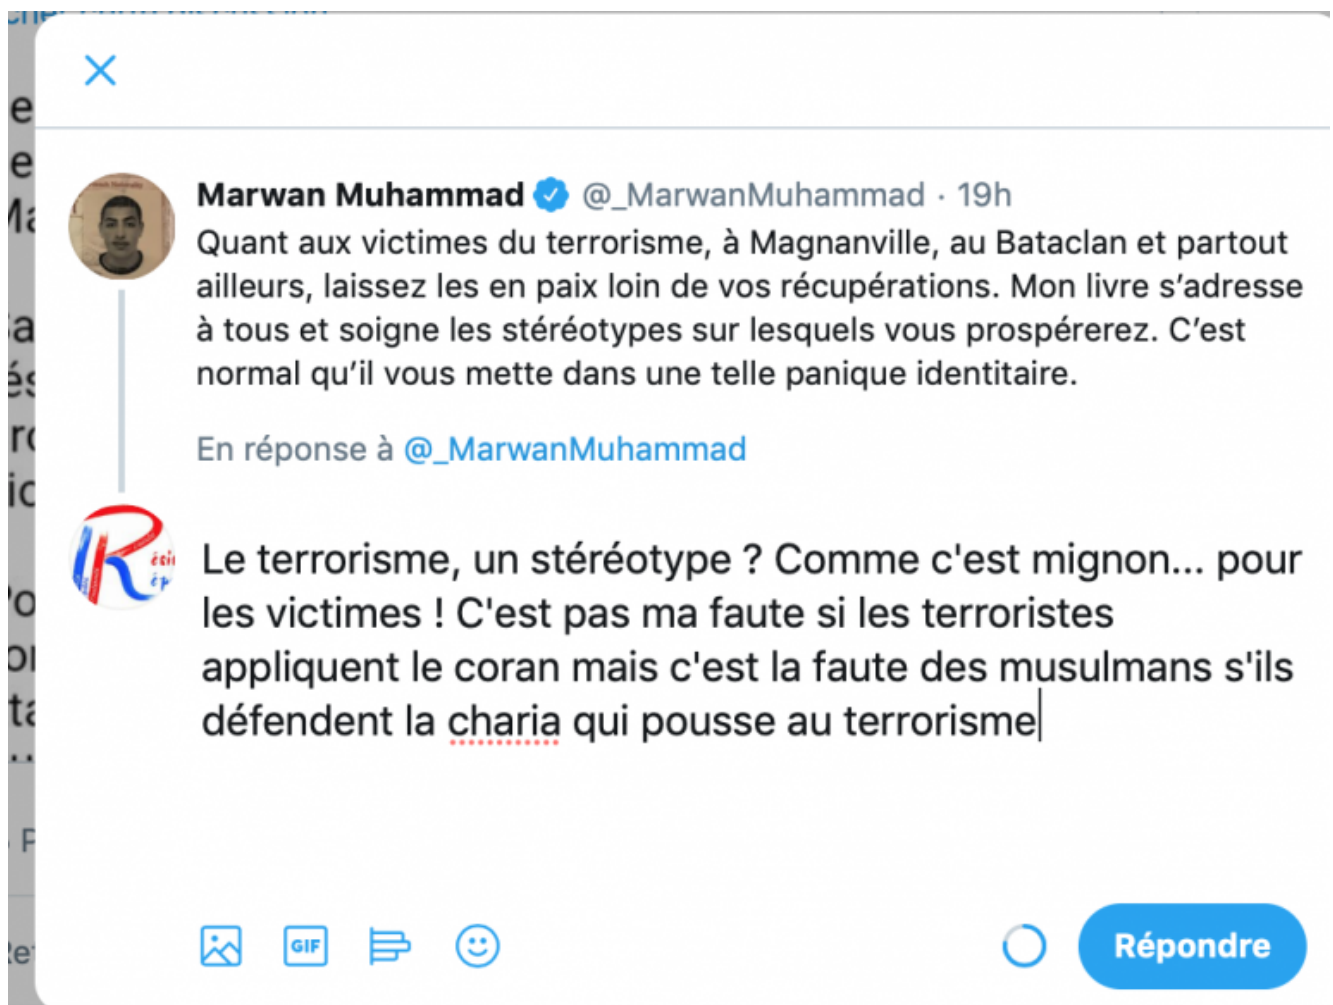 Marwan Muhammad @_MarwanMuhammad · 19h
Quant aux victimes du terrorisme, à Magnanville, au Bataclan et partout
ailleurs, laissez les en paix loin de vos récupérations. Mon livre s’adresse
à tous et soigne les stéréotypes sur lesquels vous prospérerez. C’est
normal qu’il vous mette dans une telle panique identitaire.
En réponse à @_MarwanMuhammad
Le terrorisme, un stéréotype ? Comme c'est mignon... pour
les victimes ! C'est pas ma faute si les terroristes
appliquent le coran mais c'est la faute des musulmans s'ils
défendent la charia qui pousse au terrorisme
GIF
Répondre